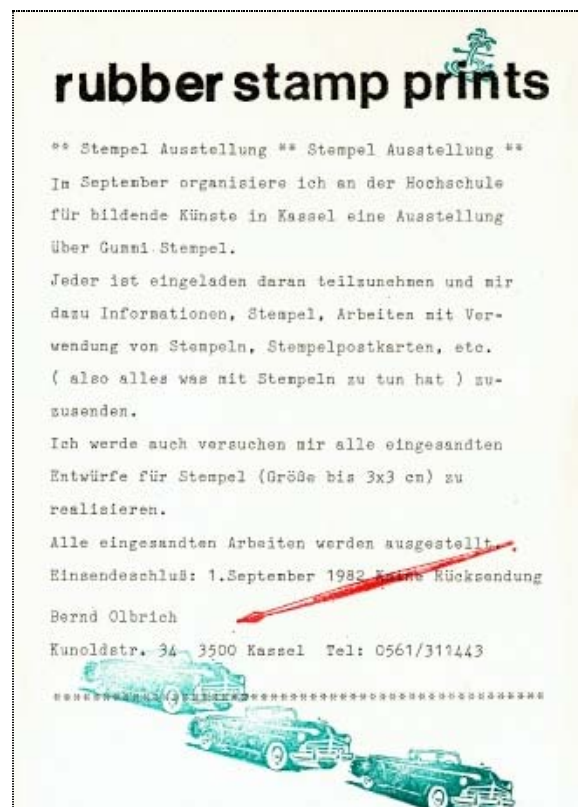 rubber stamp prints
** Stempel Ausstellung ** Stempel Ausstellung **
Im September organisiere ich an der Hochschule
für bildende Künste in Kassel eine Ausstellung
über Gummi Stempel.
Jeder ist eingeladen daran teilzunehmen und mir
dazu Informationen, Stempel, Arbeiten mit Ver-
wendung von Stempeln, Stempelpostkarten, etc.
( also alles was mit Stempeln zu tun hat ) zu-
zusenden.
Ich werde auch versuchen mir alle eingesandten
Entwürfe für Stempel (Größe bis 3x3 cm) zu
realisieren.
Alle eingesandten Arbeiten werden ausgestellt.
Einsendeschluß: 1.September 1982 Keine Rücksendung
Bernd Olbrich
Kunoldstr. 34 3500 Kassel Tel: 0561/311443